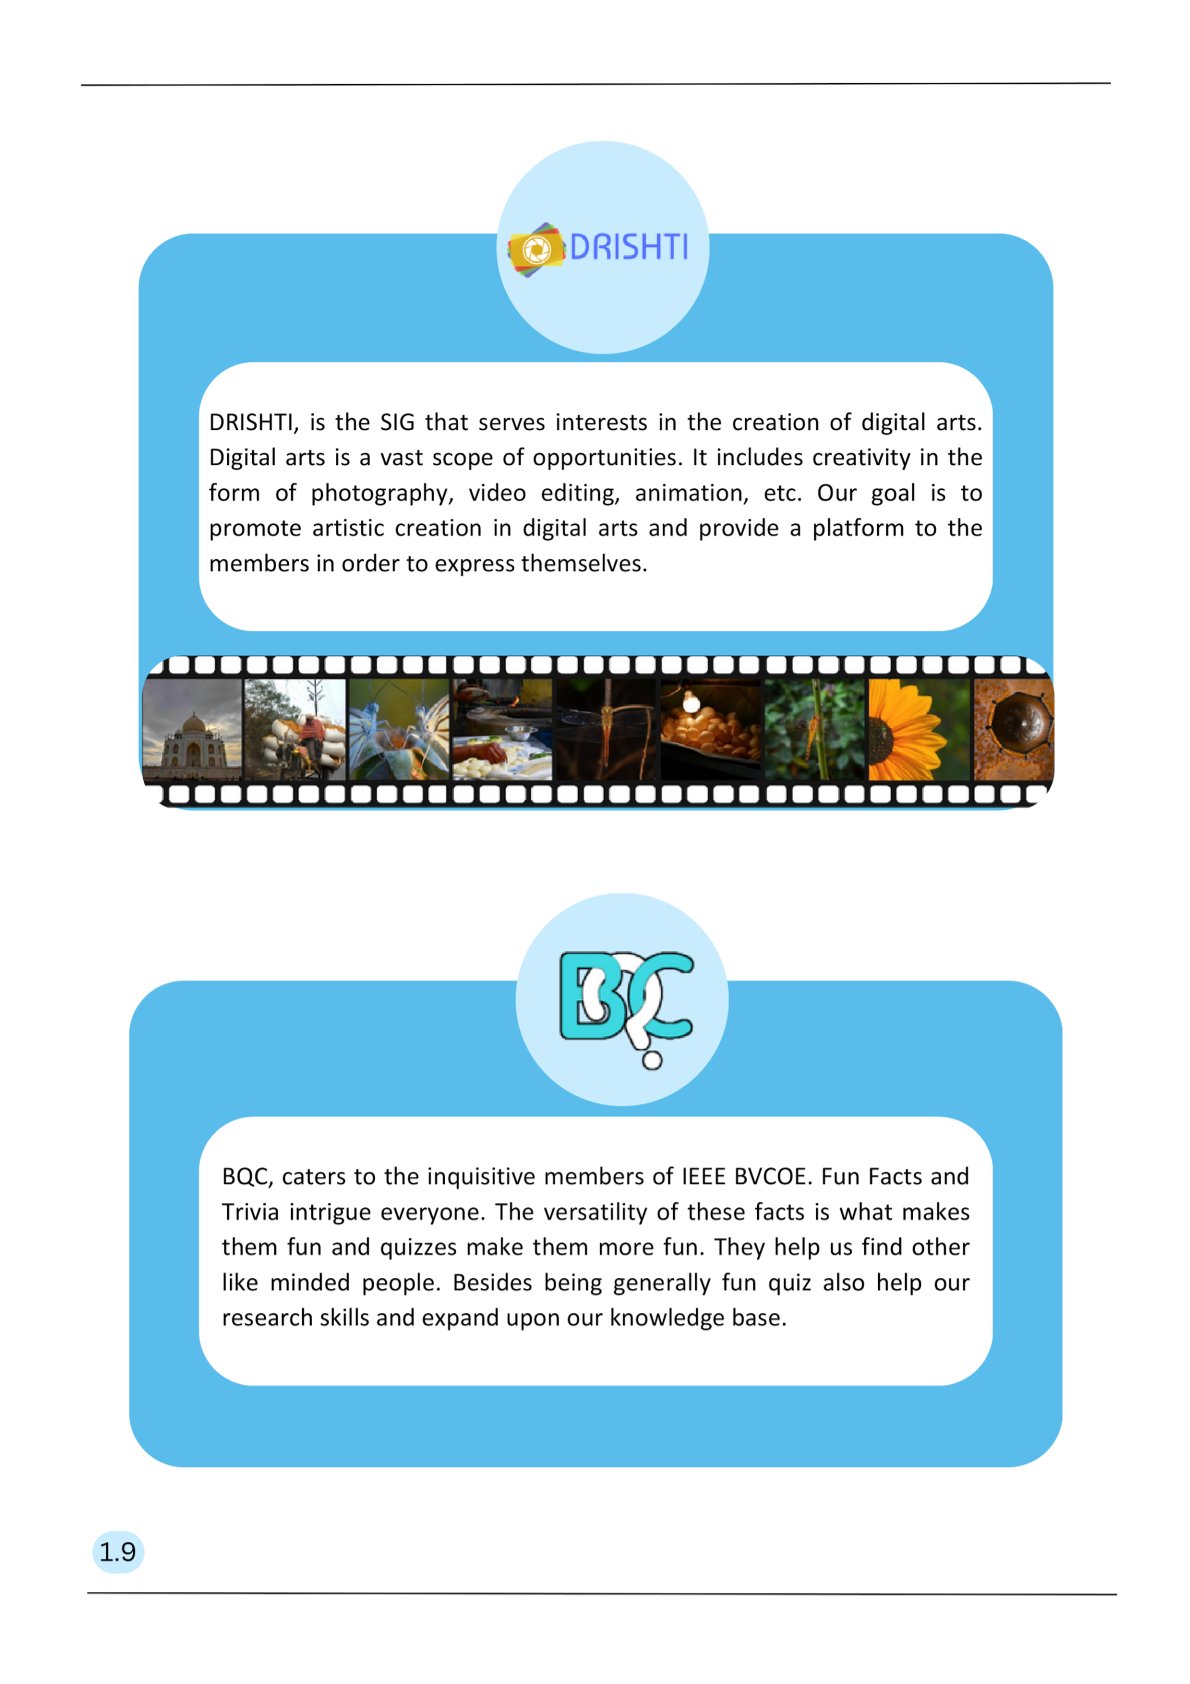 DRISHTI
DRISHTI, is the SIG that serves interests in the creation of digital arts.
Digital arts is a vast scope of opportunities. It includes creativity in the
form of photography, video editing, animation, etc. Our goal is to
promote artistic creation in digital arts and provide a platform to the
members in order to express themselves.
BQC
BQC, caters to the inquisitive members of IEEE BVCOE. Fun Facts and
Trivia intrigue everyone. The versatility of these facts is what makes
them fun and quizzes make them more fun. They help us find other
like minded people. Besides being generally fun quiz also help our
research skills and expand upon our knowledge base.
1.9